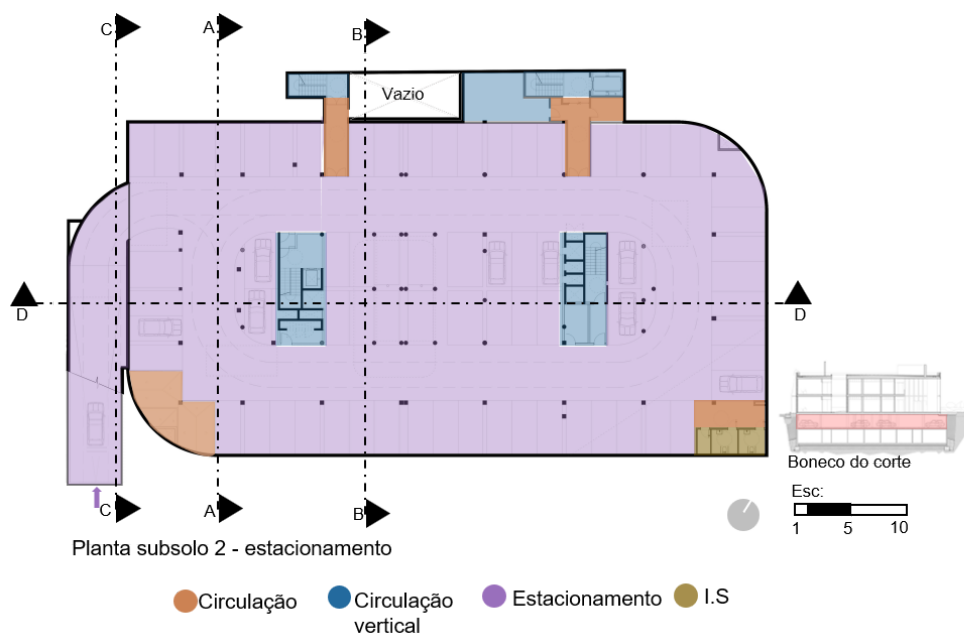 C
A
B
Vazio
D
D
Boneco do corte
Esc:
1 5 10
C
A
B
Planta subsolo 2 - estacionamento
Circulação
Circulação
vertical
Estacionamento
I.S